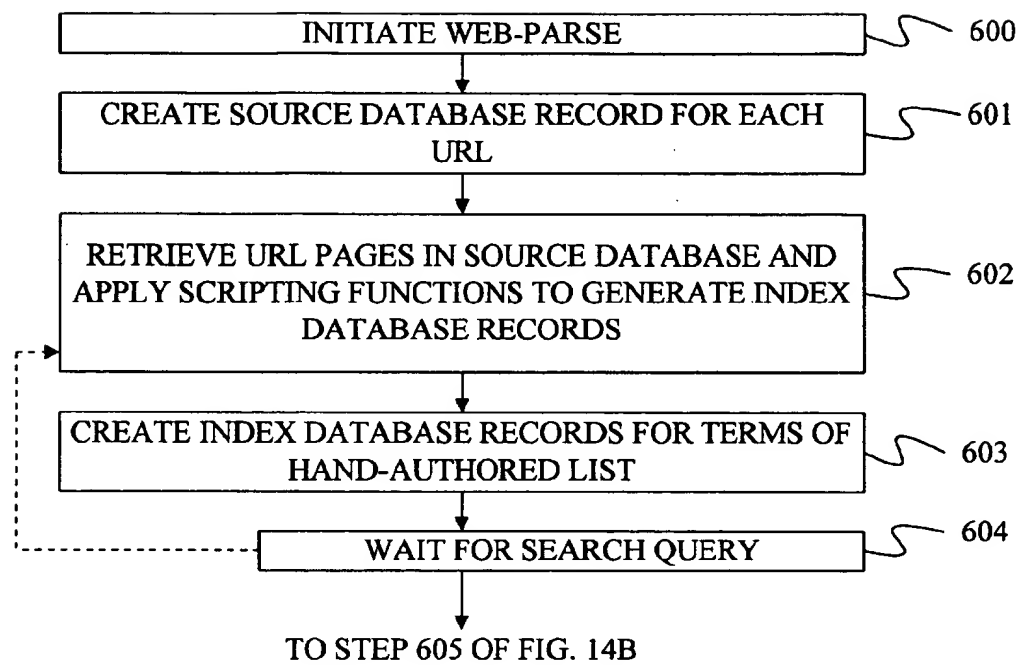 INITIATE WEB-PARSE
600
CREATE SOURCE DATABASE RECORD FOR EACH
URL
601
RETRIEVE URL PAGES IN SOURCE DATABASE AND
APPLY SCRIPTING FUNCTIONS TO GENERATE INDEX
DATABASE RECORDS
602
CREATE INDEX DATABASE RECORDS FOR TERMS OF
HAND-AUTHORED LIST
603
WAIT FOR SEARCH QUERY
604
TO STEP 605 OF FIG. 14B